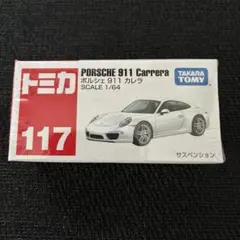 トミカ
117
PORSCHE 911 Carrera
ポルシェ 911 カレラ
SCALE 1/64
TAKARA
TOMY
サスペンション